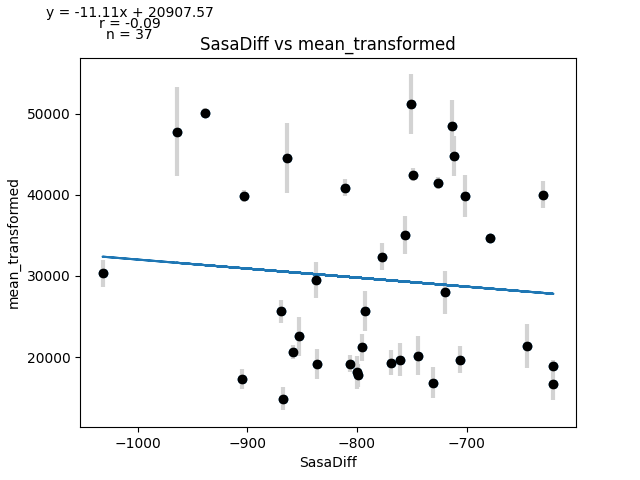 y = -11.11x + 20907.57
r = -0.09
n = 37
SasaDiff vs mean_transformed
50000
40000
30000
20000
mean_transformed
−1000
−900
−800
−700
SasaDiff